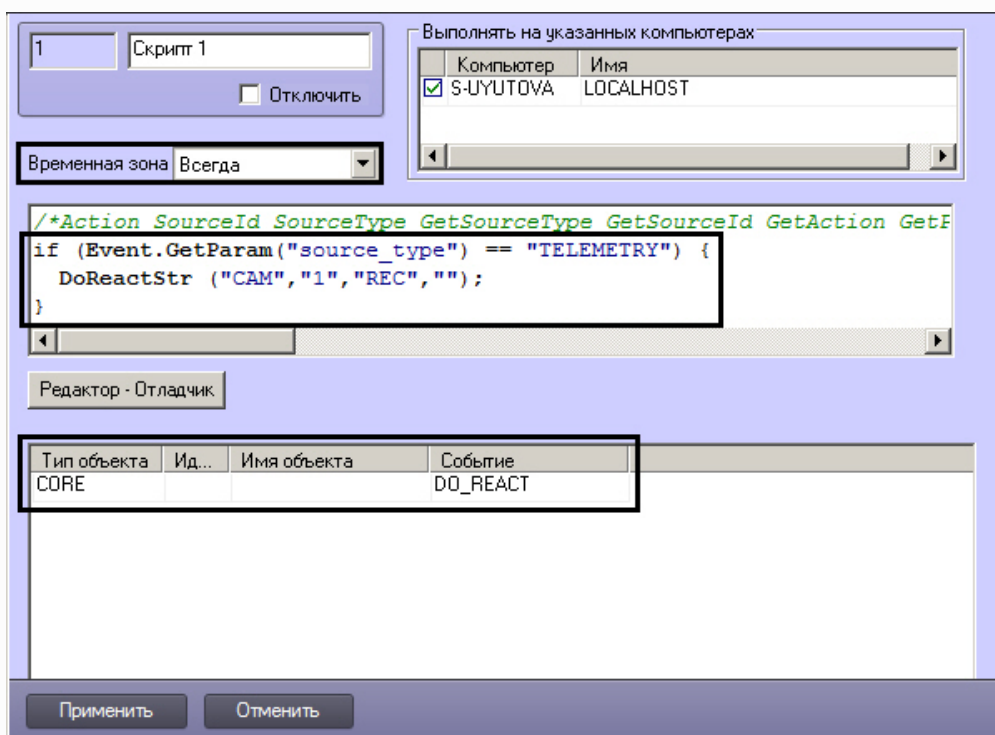 1
Скрипт 1
Отключить
Выполнять на указанных компьютерах
Компьютер Имя
S-UYUTOVA LOCALHOST
Временная зона Всегда
/*Action SourceId SourceType GetSourceType GetSourceId GetAction
if (Event.GetParam("source_type") == "TELEMETRY") {
DoReactStr ("CAM","1","REC","");
}
Редактор - Отладчик
Тип объекта Ид... Имя объекта Событие
CORE DO_REACT
Применить Отменить